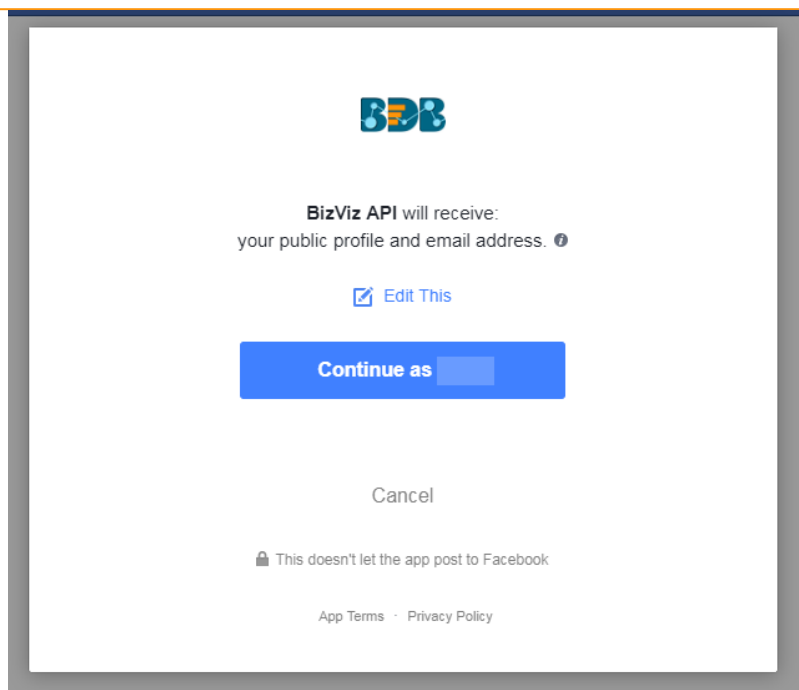 BDB
BizViz API will receive:
your public profile and email address.
Edit This
Continue as
Cancel
This doesn't let the app post to Facebook
App Terms · Privacy Policy